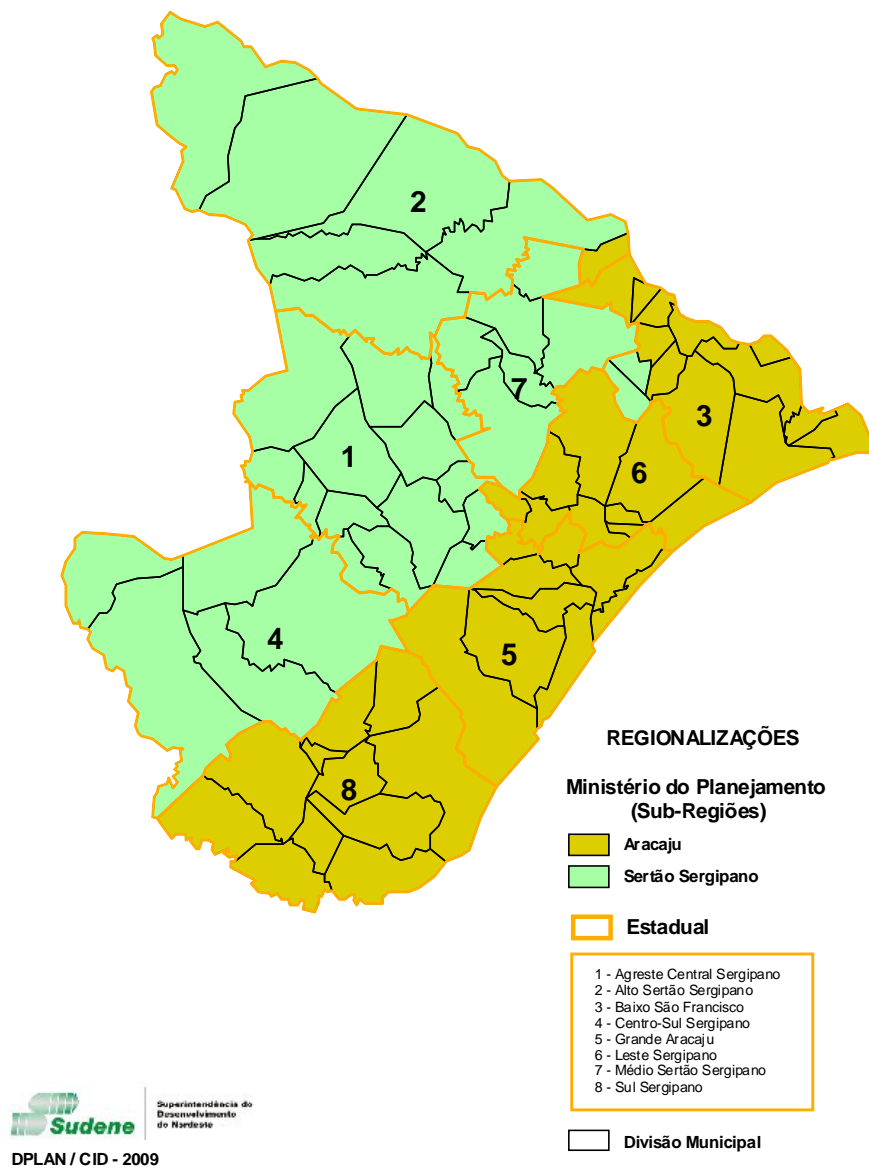 2
7
3
1
6
4
5
8
REGIONALIZAÇÕES
Ministério do Planejamento
(Sub-Regiões)
Aracaju
Sertão Sergipano
Estadual
1 - Agreste Central Sergipano
2 - Alto Sertão Sergipano
3 - Baixo São Francisco
4 - Centro-Sul Sergipano
5 - Grande Aracaju
6 - Leste Sergipano
7 - Médio Sertão Sergipano
8 - Sul Sergipano
Divisão Municipal
Sudene
Superintendência do
Desenvolvimento
do Nordeste
DPLAN / CID - 2009